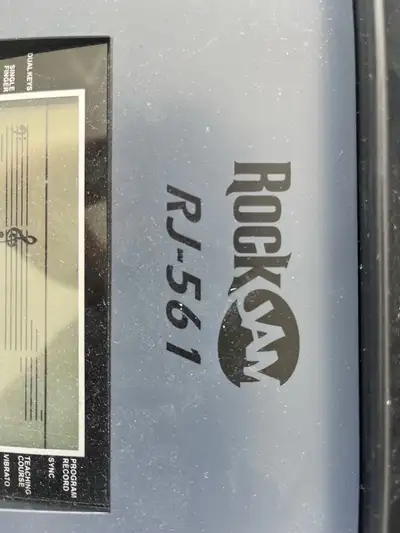 ROCKJAM
RJ-561
DUAL KEYS
SINGLE
FINGER
PROGRAM
RECORD
SYNC
TEACHING
COURSE
VIBRATO